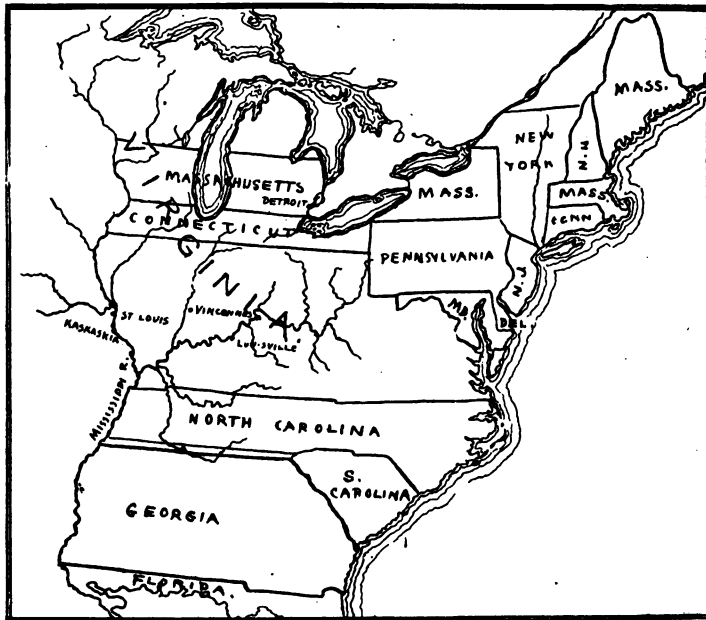 MASS.
NEW
YORK
N.H
MASSACHUSETTS
DETROIT
MASS.
MASS
CONNECTICUT
CONN
VIRGINIA
PENNSYLVANIA
N.J.
MD.
DEL.
ST LOUIS
VINCENNES
KASKASKIA
LOUISVILLE
MISSISSIPPI R.
NORTH CAROLINA
S.
CAROLINA
GEORGIA
FLORIDA.